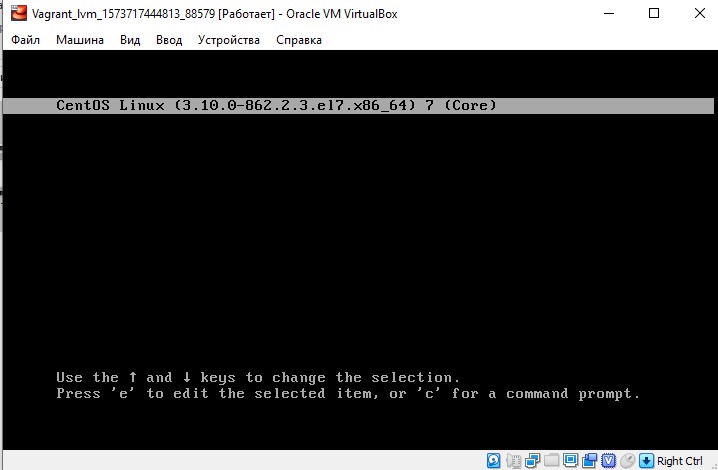 Vagrant_lvm_1573717444813_88579 [Работает] - Oracle VM VirtualBox
Файл Машина Вид Ввод Устройства Справка
CentOS Linux (3.10.0-862.2.3.el7.x86_64) 7 (Core)
Use the ↑ and ↓ keys to change the selection.
Press 'e' to edit the selected item, or 'c' for a command prompt.
Right Ctrl